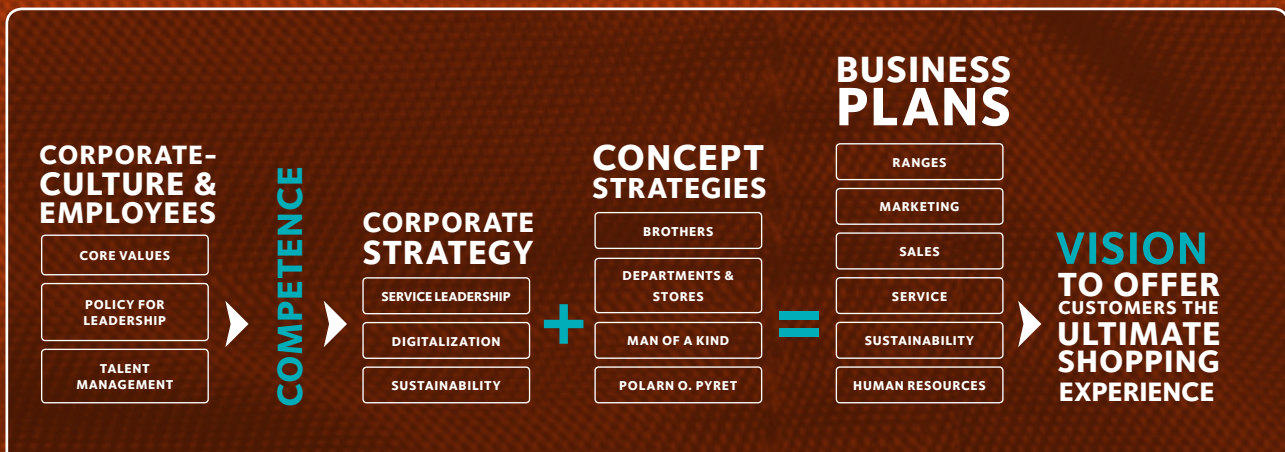 CORPORATE-
CULTURE &
EMPLOYEES
CORE VALUES
POLICY FOR
LEADERSHIP
TALENT
MANAGEMENT
COMPETENCE
CORPORATE
STRATEGY
SERVICE LEADERSHIP
DIGITALIZATION
SUSTAINABILITY
+
CONCEPT
STRATEGIES
BROTHERS
DEPARTMENTS &
STORES
MAN OF A KIND
POLARN O. PYRET
=
BUSINESS
PLANS
RANGES
MARKETING
SALES
SERVICE
SUSTAINABILITY
HUMAN RESOURCES
VISION
TO OFFER
CUSTOMERS THE
ULTIMATE
SHOPPING
EXPERIENCE